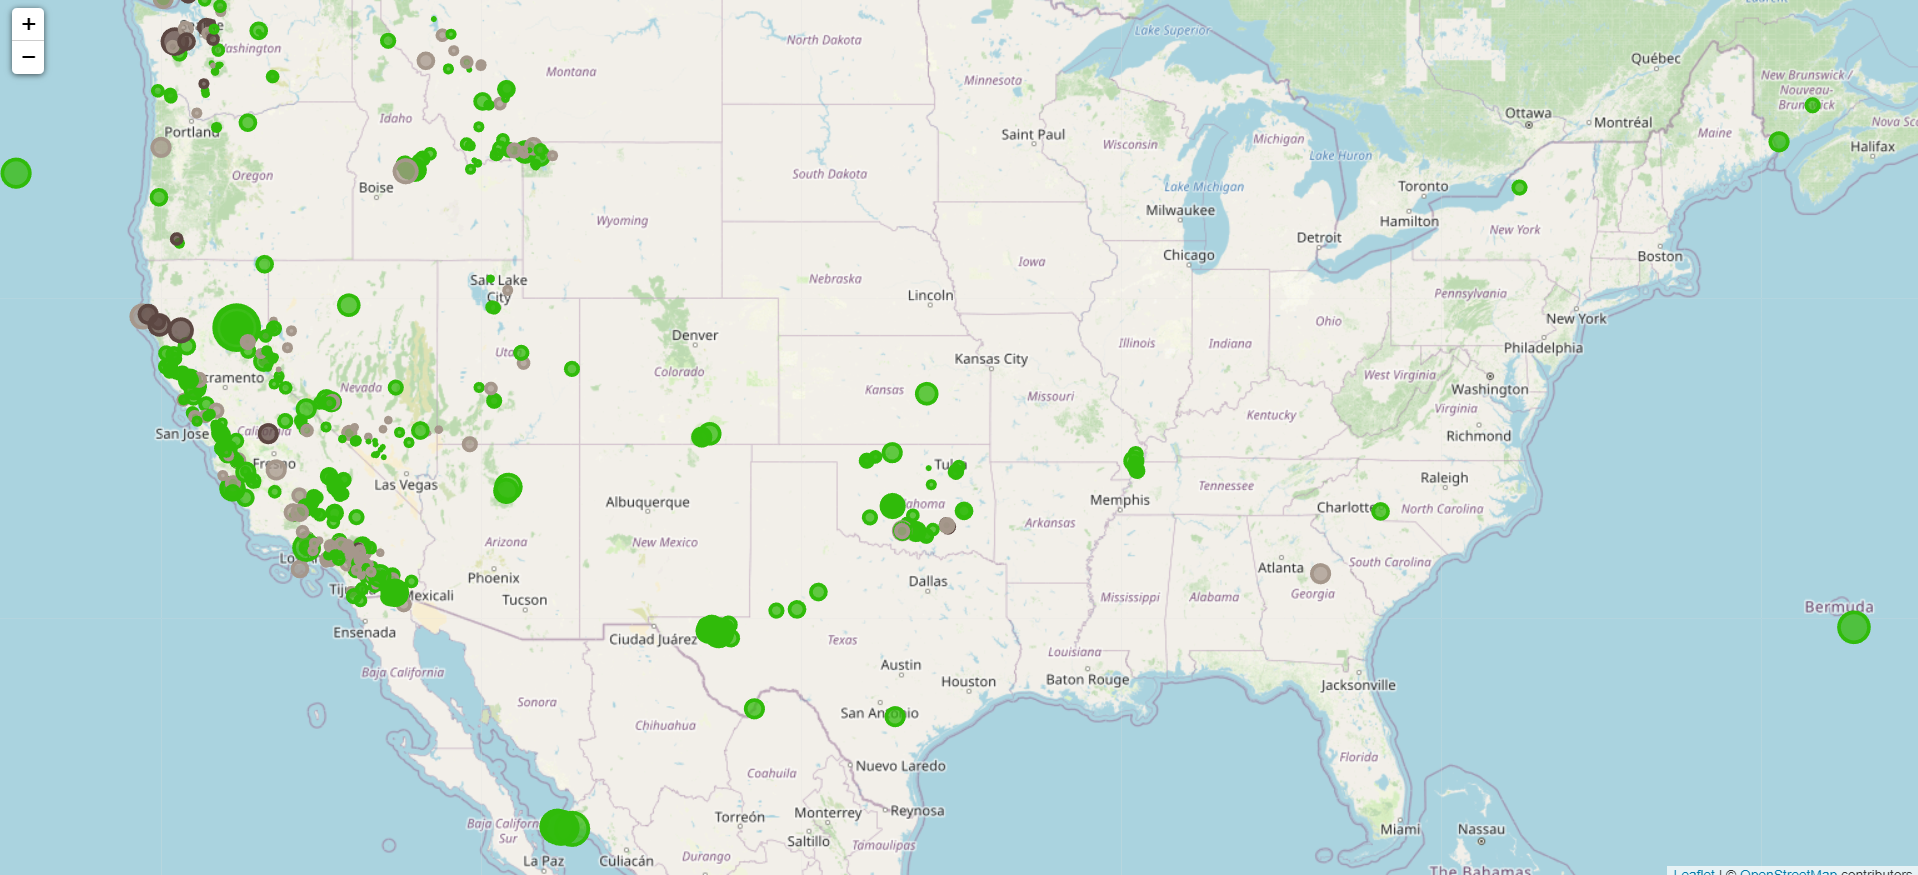 +
−
Lake Superior
Québec
North Dakota
Washington
Montana
Minnesota
New Brunswick /
Nouveau-
Brunswick
Ottawa
Montréal
Idaho
Portland
Saint Paul
Wisconsin
Michigan
Maine
Nova Sco
Halifax
Lake Huron
Oregon
Boise
South Dakota
Lake Michigan
Toronto
Milwaukee
Hamilton
Wyoming
New York
Detroit
Chicago
Boston
Iowa
Salt Lake
City
Nebraska
Lincoln
Pennsylvania
New York
Ohio
Denver
Illinois
Indiana
Philadelphia
Utah
Kansas City
Sacramento
Nevada
Colorado
Kansas
Missouri
West Virginia
Washington
Kentucky
Virginia
San Jose
California
Richmond
Fresno
Tulsa
Las Vegas
Albuquerque
Oklahoma
Memphis
Tennessee
Raleigh
Charlotte
North Carolina
Arkansas
Arizona
New Mexico
Los Angeles
Phoenix
Dallas
Atlanta
South Carolina
Tijuana
Mexicali
Tucson
Mississippi
Alabama
Georgia
Bermuda
Ensenada
Ciudad Juárez
Texas
Louisiana
Baja California
Austin
Houston
Baton Rouge
Jacksonville
Sonora
Chihuahua
San Antonio
Florida
Coahuila
Nuevo Laredo
Baja California
Sur
Torreón
Monterrey
Reynosa
Saltillo
Tamaulipas
Miami
Nassau
La Paz
Culiacán
Durango
The Bahamas
Leaflet | © OpenStreetMap contributors